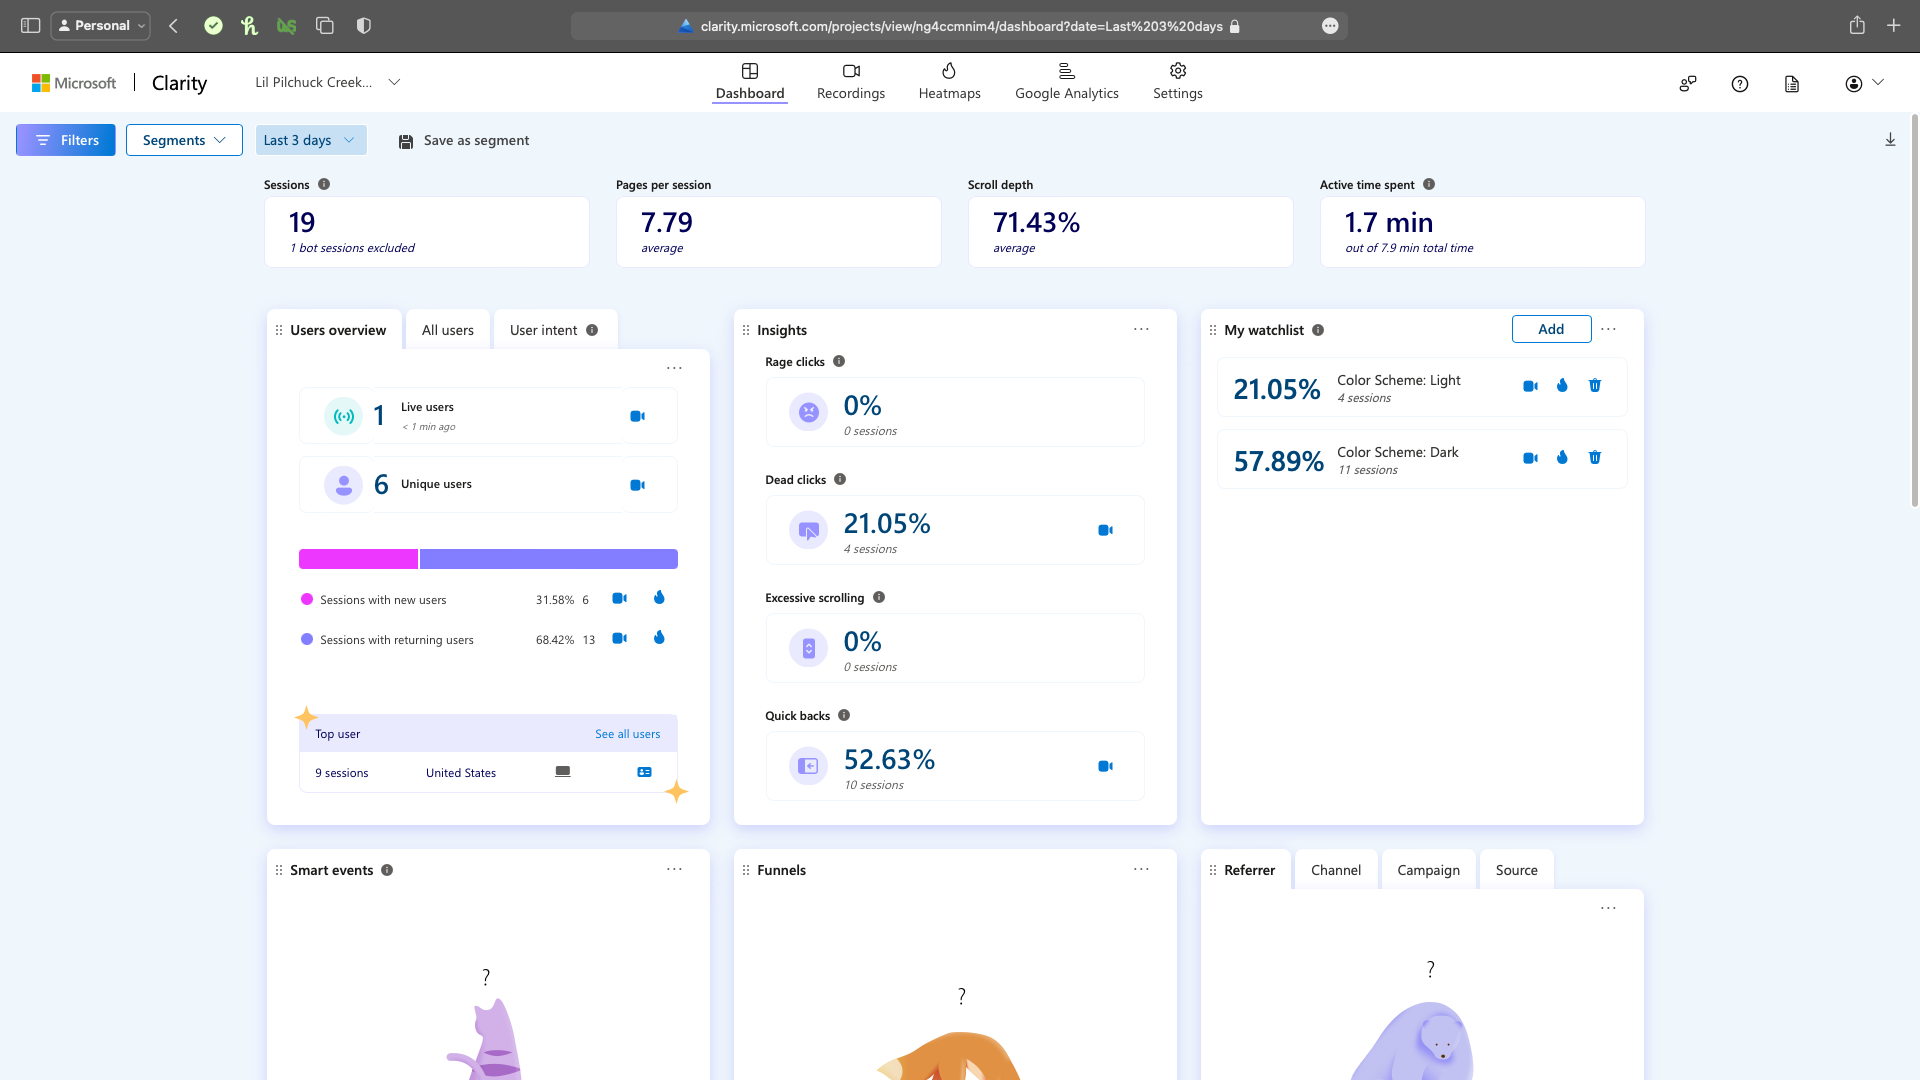 Personal
clarity.microsoft.com/projects/view/ng4ccmnim4/dashboard?date=Last%203%20days
Microsoft | Clarity
Lil Pilchuck Creek...
Dashboard
Recordings
Heatmaps
Google Analytics
Settings
Filters
Segments
Last 3 days
Save as segment
Sessions
19
1 bot sessions excluded
Pages per session
7.79
average
Scroll depth
71.43%
average
Active time spent
1.7 min
out of 7.9 min total time
Users overview
All users
User intent
1
Live users
< 1 min ago
6
Unique users
Sessions with new users 31.58% 6
Sessions with returning users 68.42% 13
Top user
See all users
9 sessions
United States
Insights
Rage clicks
0%
0 sessions
Dead clicks
21.05%
4 sessions
Excessive scrolling
0%
0 sessions
Quick backs
52.63%
10 sessions
My watchlist
Add
21.05%
Color Scheme: Light
4 sessions
57.89%
Color Scheme: Dark
11 sessions
Smart events
?
Funnels
?
Referrer
Channel
Campaign
Source
?